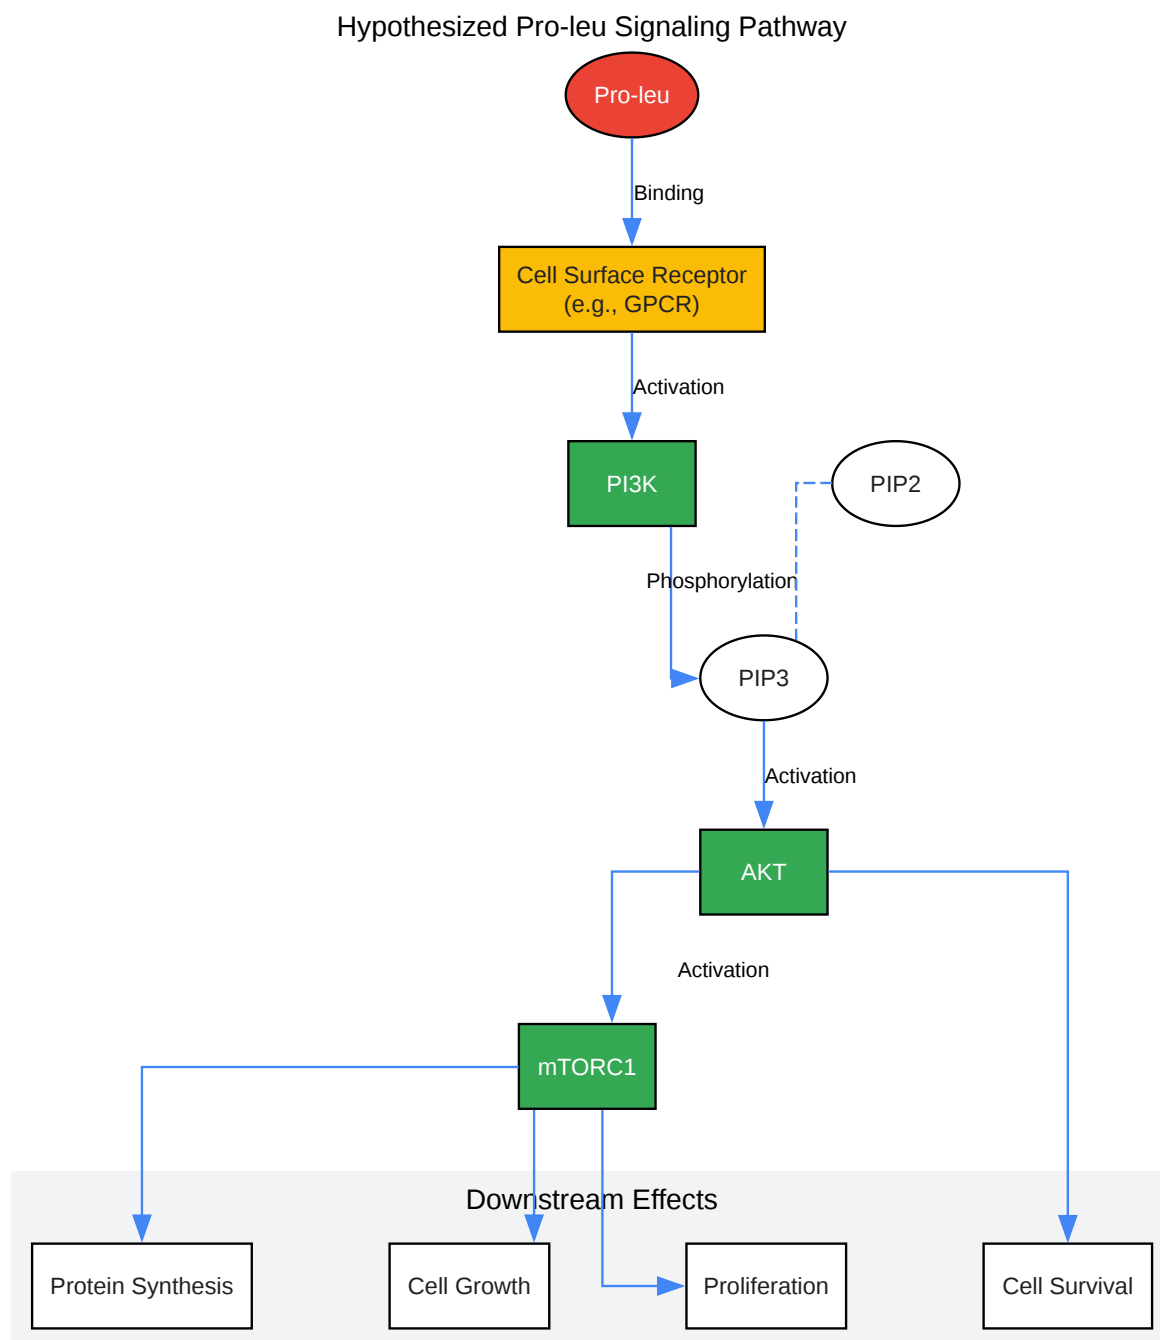 Hypothesized Pro-leu Signaling Pathway
Pro-leu
Binding
Cell Surface Receptor
(e.g., GPCR)
Activation
PI3K
PIP2
Phosphorylation
PIP3
Activation
AKT
Activation
mTORC1
Downstream Effects
Protein Synthesis
Cell Growth
Proliferation
Cell Survival